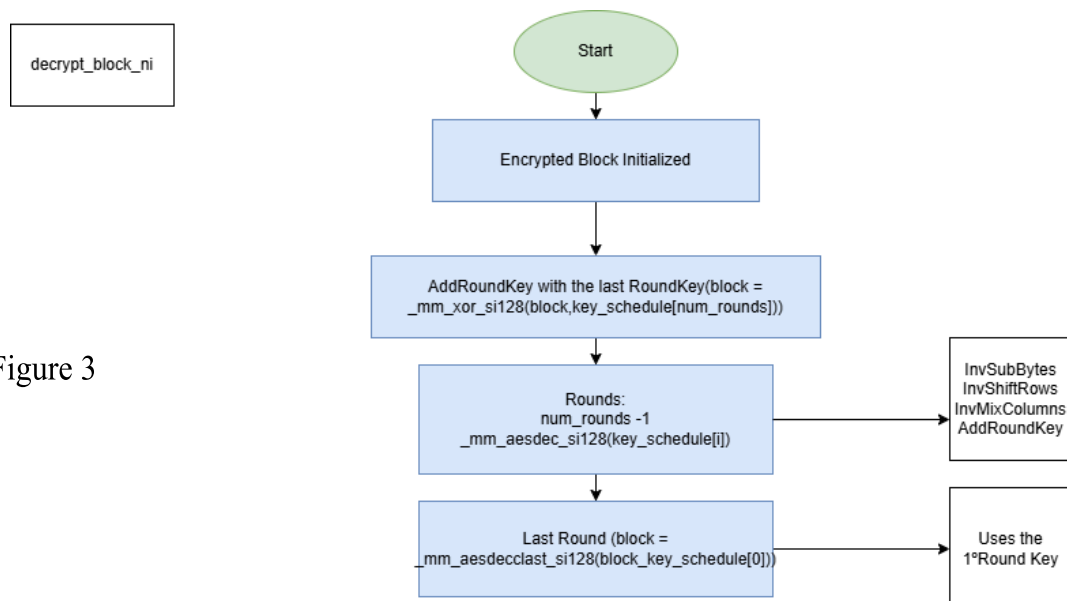 decrypt_block_ni
Start
Encrypted Block Initialized
AddRoundKey with the last RoundKey(block =
_mm_xor_si128(block,key_schedule[num_rounds]))
Figure 3
Rounds:
num_rounds -1
_mm_aesdec_si128(key_schedule[i])
InvSubBytes
InvShiftRows
InvMixColumns
AddRoundKey
Last Round (block =
_mm_aesdecclast_si128(block_key_schedule[0]))
Uses the
1ºRound Key